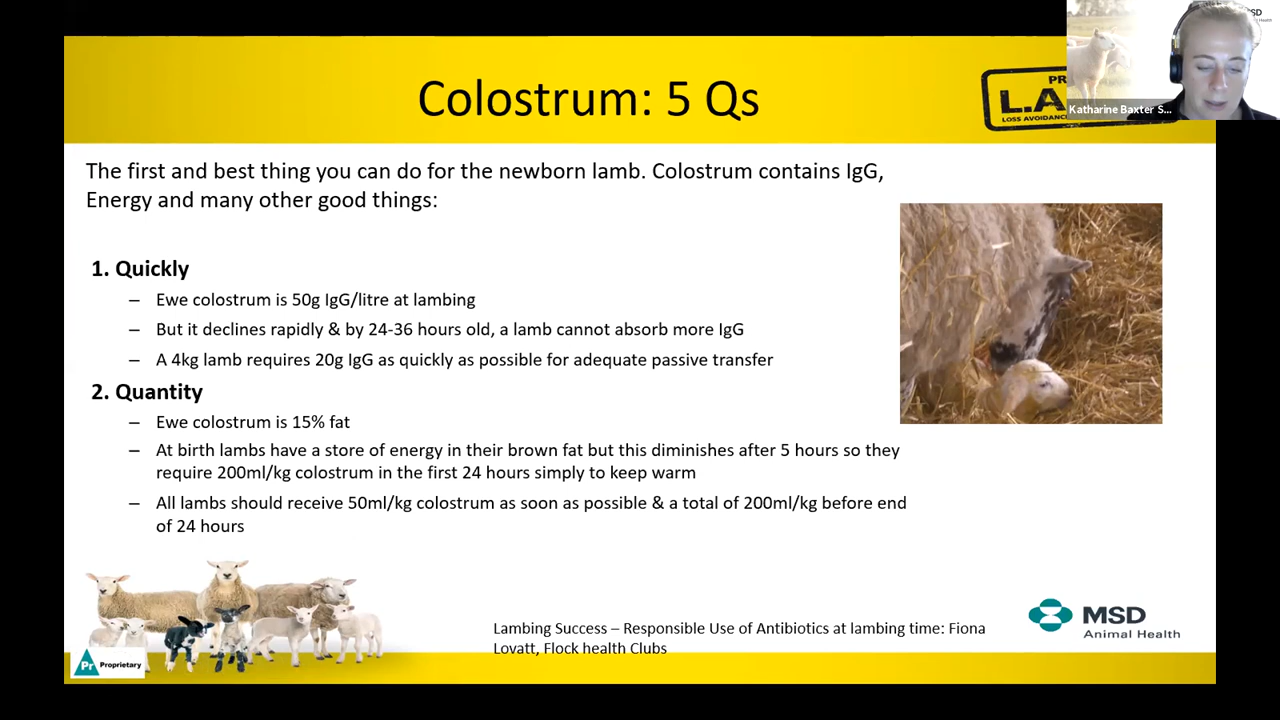 Colostrum: 5 Qs
PR
L.A
LOSS AVOIDANC
SD
Health
Katharine Baxter S...
The first and best thing you can do for the newborn lamb. Colostrum contains IgG,
Energy and many other good things:
1. Quickly
– Ewe colostrum is 50g IgG/litre at lambing
– But it declines rapidly & by 24-36 hours old, a lamb cannot absorb more IgG
– A 4kg lamb requires 20g IgG as quickly as possible for adequate passive transfer
2. Quantity
– Ewe colostrum is 15% fat
– At birth lambs have a store of energy in their brown fat but this diminishes after 5 hours so they
require 200ml/kg colostrum in the first 24 hours simply to keep warm
– All lambs should receive 50ml/kg colostrum as soon as possible & a total of 200ml/kg before end
of 24 hours
Lambing Success – Responsible Use of Antibiotics at lambing time: Fiona
Lovatt, Flock health Clubs
MSD
Animal Health
Pr Proprietary